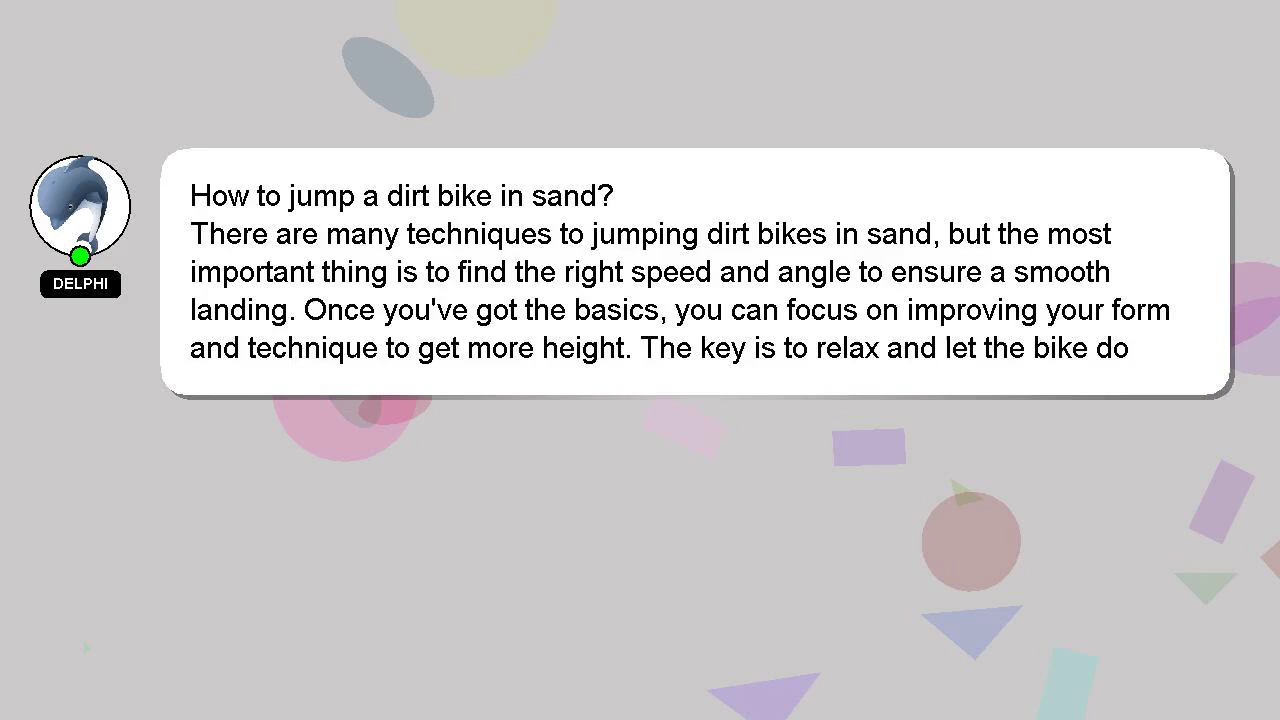 How to jump a dirt bike in sand?
There are many techniques to jumping dirt bikes in sand, but the most
important thing is to find the right speed and angle to ensure a smooth
landing. Once you've got the basics, you can focus on improving your form
and technique to get more height. The key is to relax and let the bike do
DELPHI